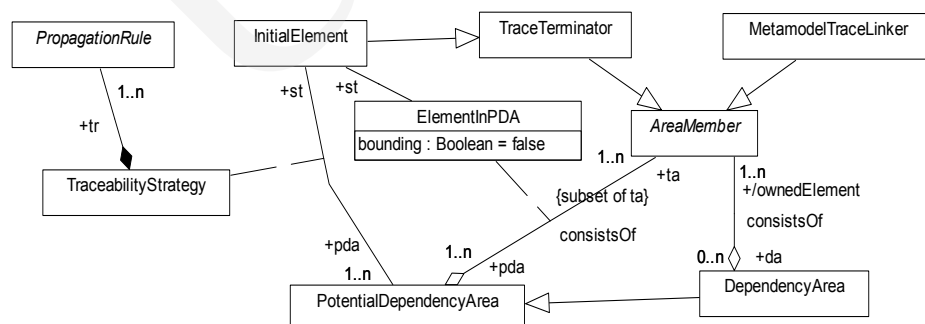 PropagationRule
InitialElement
TraceTerminator
MetamodelTraceLinker
+st
+st
1..n
+tr
ElementInPDA
bounding : Boolean = false
AreaMember
1..n
+ta
1..n
+/ownedElement
TraceabilityStrategy
{subset of ta}
consistsOf
consistsOf
+pda
1..n
1..n
+pda
0..n
+da
PotentialDependencyArea
DependencyArea